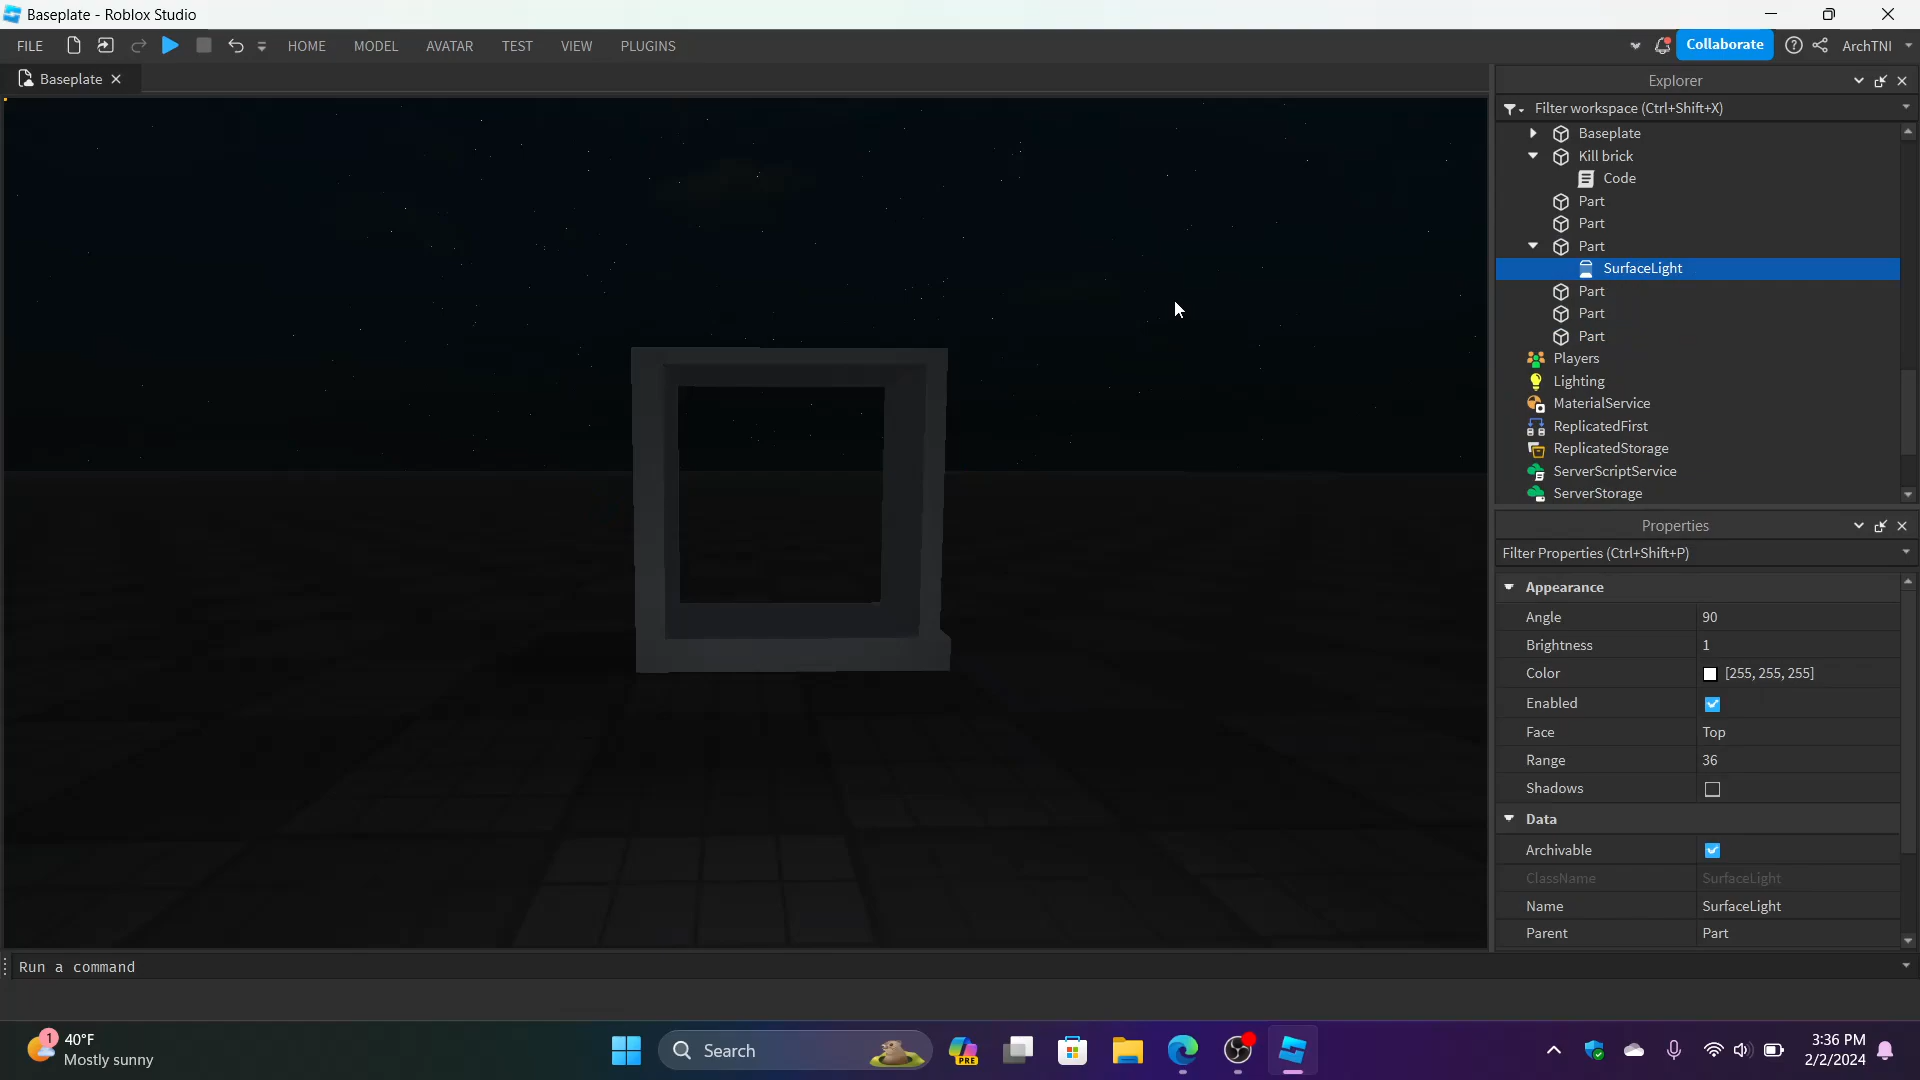 Baseplate - Roblox Studio
FILE HOME MODEL AVATAR TEST VIEW PLUGINS Collaborate ArchTNI
Baseplate
Explorer
Filter workspace (Ctrl+Shift+X)
Baseplate
Kill brick
Code
Part
Part
Part
SurfaceLight
Part
Part
Part
Players
Lighting
MaterialService
ReplicatedFirst
ReplicatedStorage
ServerScriptService
ServerStorage
Properties
Filter Properties (Ctrl+Shift+P)
Appearance
Angle 90
Brightness 1
Color [255, 255, 255]
Enabled
Face Top
Range 36
Shadows
Data
Archivable
ClassName SurfaceLight
Name SurfaceLight
Parent Part
Run a command
1 40°F
Mostly sunny
Search
PRE
3:36 PM
2/2/2024